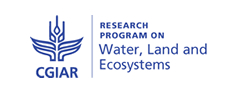 RESEARCH
PROGRAM ON
Water, Land and
Ecosystems
CGIAR